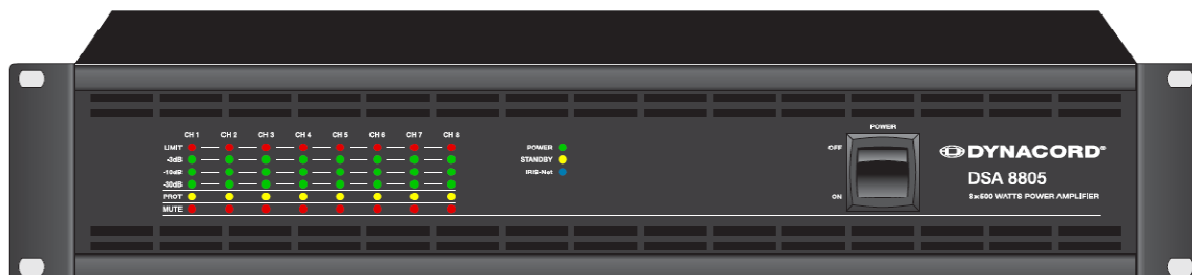 CH 1 CH 2 CH 3 CH 4 CH 5 CH 6 CH 7 CH 8
LIMIT
-3dB
-10dB
-30dB
PROT
MUTE
POWER
STANDBY
IRIS-Net
POWER
OFF
ON
DYNACORD®
DSA 8805
8x500 WATTS POWER AMPLIFIER